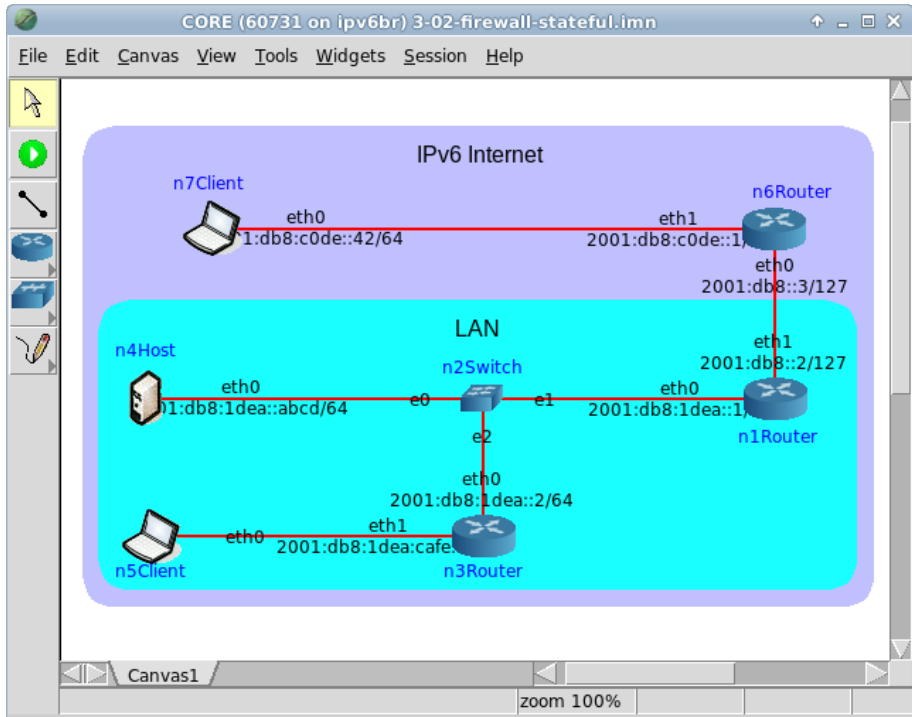 CORE (60731 on ipv6br) 3-02-firewall-stateful.imn
File Edit Canvas View Tools Widgets Session Help
IPv6 Internet
n7Client
n6Router
eth0
eth1
1:db8:c0de::42/64
2001:db8:c0de::1/
eth0
2001:db8::3/127
LAN
n4Host
n2Switch
eth1
2001:db8::2/127
eth0
e0
e1
eth0
01:db8:1dea::abcd/64
2001:db8:1dea::1/
n1Router
e2
eth0
2001:db8:1dea::2/64
eth0
eth1
2001:db8:1dea:cafe:
n5Client
n3Router
Canvas1
zoom 100%